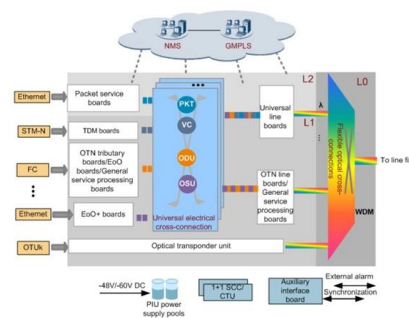 NMS
GMPLS
L2
L0
Ethernet
Packet service
boards
PKT
Universal
line
boards
λ
L1
STM-N
TDM boards
VC
FC
OTN tributary
boards/EoO
boards/General
service processing
boards
ODU
OSU
OTN line
boards/
General
service
processing
boards
Flexible optical cross-
connections
To line fi
WDM
Ethernet
EoO+ boards
Universal electrical
cross-connection
OTUk
Optical transponder unit
-48V/-60V DC
PIU power
supply pools
1+1 SCC/
CTU
Auxiliary
interface
board
External alarm
Synchronization